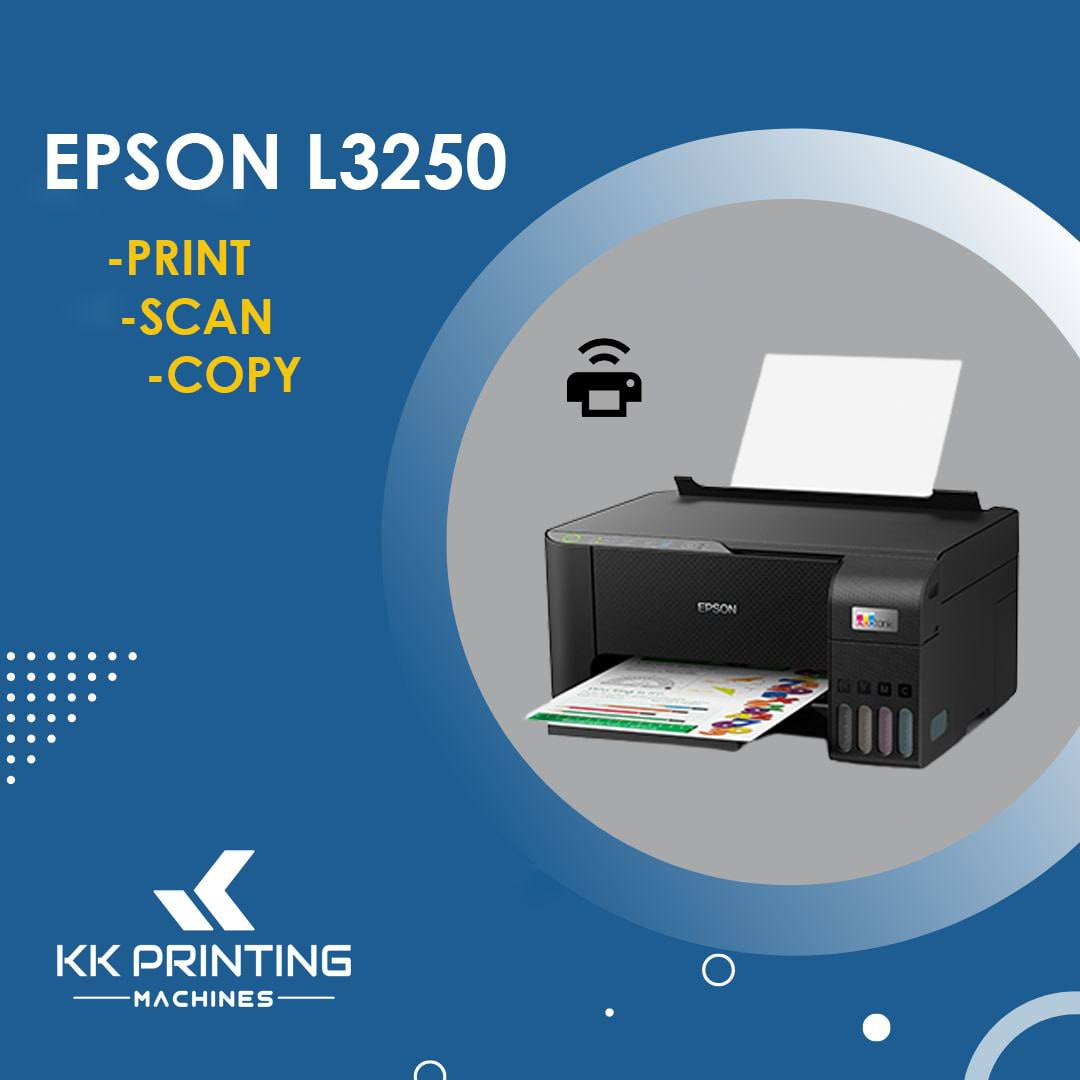 EPSON L3250
-PRINT
-SCAN
-COPY
EPSON
KK PRINTING
MACHINES